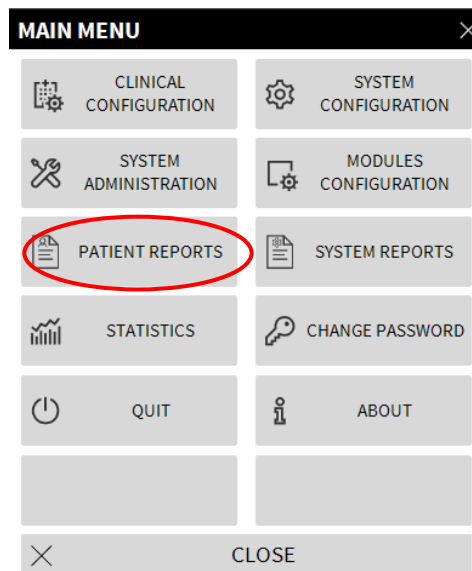 MAIN MENU
CLINICAL
CONFIGURATION
SYSTEM
CONFIGURATION
SYSTEM
ADMINISTRATION
MODULES
CONFIGURATION
PATIENT REPORTS
SYSTEM REPORTS
STATISTICS
CHANGE PASSWORD
QUIT
ABOUT
CLOSE